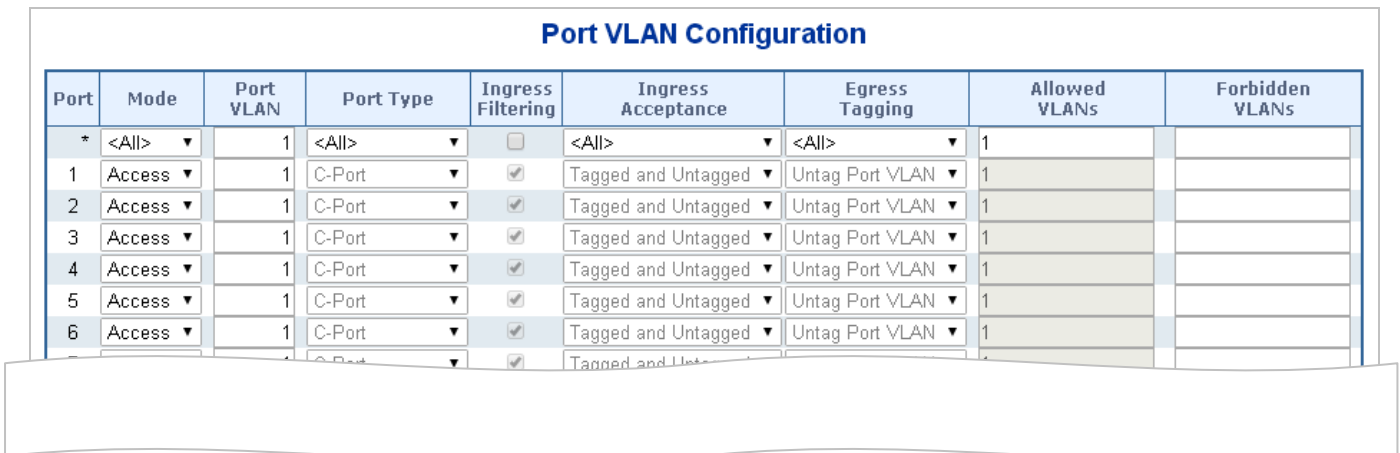 Port VLAN Configuration
Port Mode Port VLAN Port Type Ingress Filtering Ingress Acceptance Egress Tagging Allowed VLANs Forbidden VLANs
* <All> 1 <All> <All> <All> 1
1 Access 1 C-Port Tagged and Untagged Untag Port VLAN 1
2 Access 1 C-Port Tagged and Untagged Untag Port VLAN 1
3 Access 1 C-Port Tagged and Untagged Untag Port VLAN 1
4 Access 1 C-Port Tagged and Untagged Untag Port VLAN 1
5 Access 1 C-Port Tagged and Untagged Untag Port VLAN 1
6 Access 1 C-Port Tagged and Untagged Untag Port VLAN 1
1 C-Port Tagged and